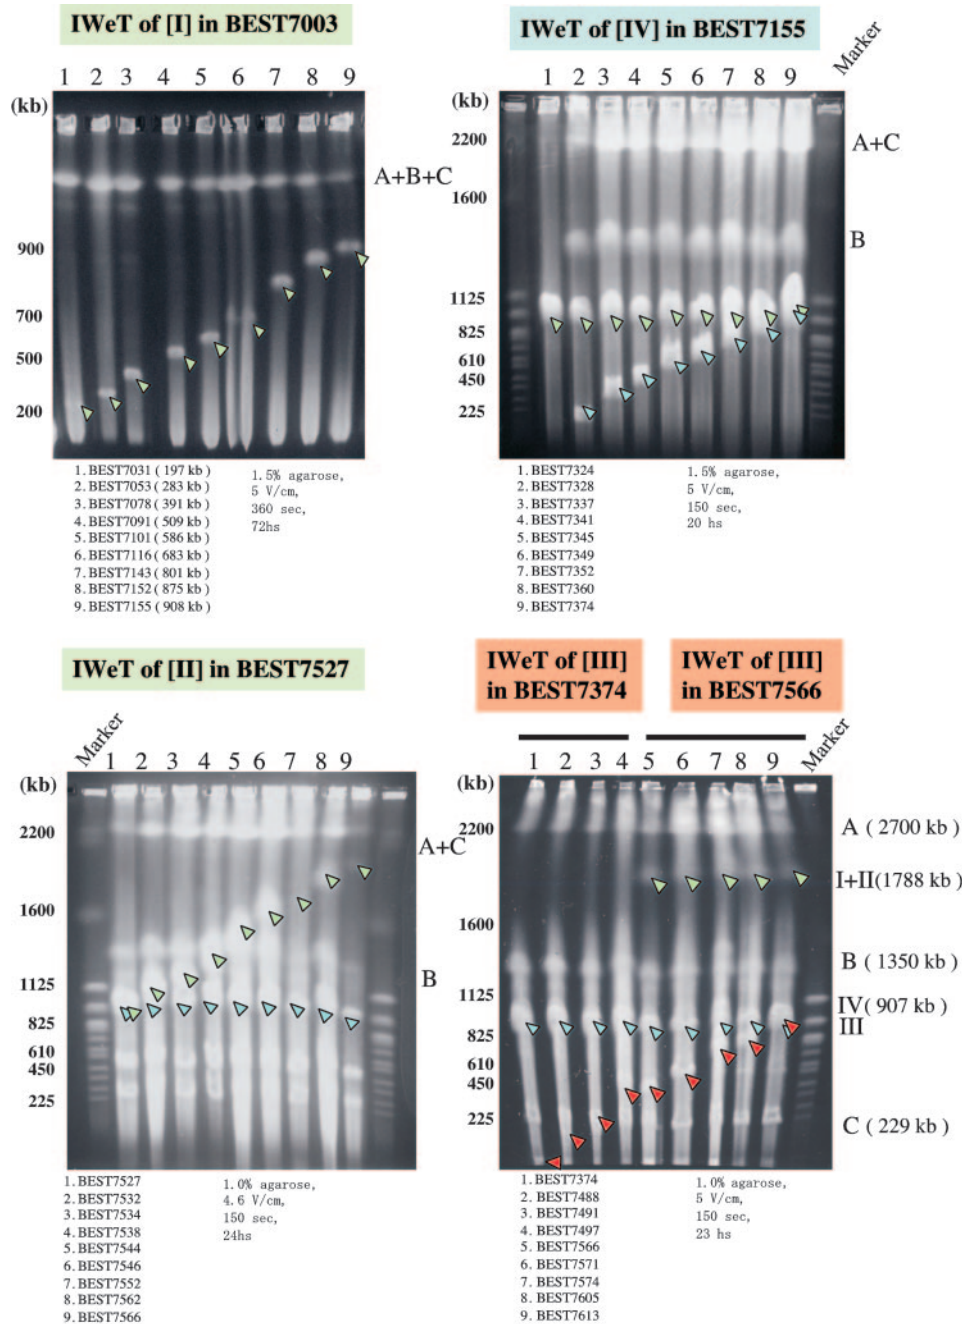 IWeT of [I] in BEST7003
1 2 3 4 5 6 7 8 9
(kb)
A+B+C
900
700
500
200
1. BEST7031 ( 197 kb )
2. BEST7053 ( 283 kb )
3. BEST7078 ( 391 kb )
4. BEST7091 ( 509 kb )
5. BEST7101 ( 586 kb )
6. BEST7116 ( 683 kb )
7. BEST7143 ( 801 kb )
8. BEST7152 ( 875 kb )
9. BEST7155 ( 908 kb )
1.5% agarose,
5 V/cm,
360 sec,
72hs
IWeT of [IV] in BEST7155
1 2 3 4 5 6 7 8 9 Marker
(kb)
2200
A+C
1600
B
1125
825
610
450
225
1. BEST7324
2. BEST7328
3. BEST7337
4. BEST7341
5. BEST7345
6. BEST7349
7. BEST7352
8. BEST7360
9. BEST7374
1.5% agarose,
5 V/cm,
150 sec,
20 hs
IWeT of [II] in BEST7527
Marker 1 2 3 4 5 6 7 8 9
(kb)
2200
A+C
1600
1125
B
825
610
450
225
1. BEST7527
2. BEST7532
3. BEST7534
4. BEST7538
5. BEST7544
6. BEST7546
7. BEST7552
8. BEST7562
9. BEST7566
1.0% agarose,
4.6 V/cm,
150 sec,
24hs
IWeT of [III]
in BEST7374
IWeT of [III]
in BEST7566
1 2 3 4 5 6 7 8 9 Marker
(kb)
2200
A ( 2700 kb)
I+II(1788 kb)
1600
B ( 1350 kb)
1125
IV( 907 kb)
825
III
610
450
225
C ( 229 kb)
1. BEST7374
2. BEST7488
3. BEST7491
4. BEST7497
5. BEST7566
6. BEST7571
7. BEST7574
8. BEST7605
9. BEST7613
1.0% agarose,
5 V/cm,
150 sec,
23 hs